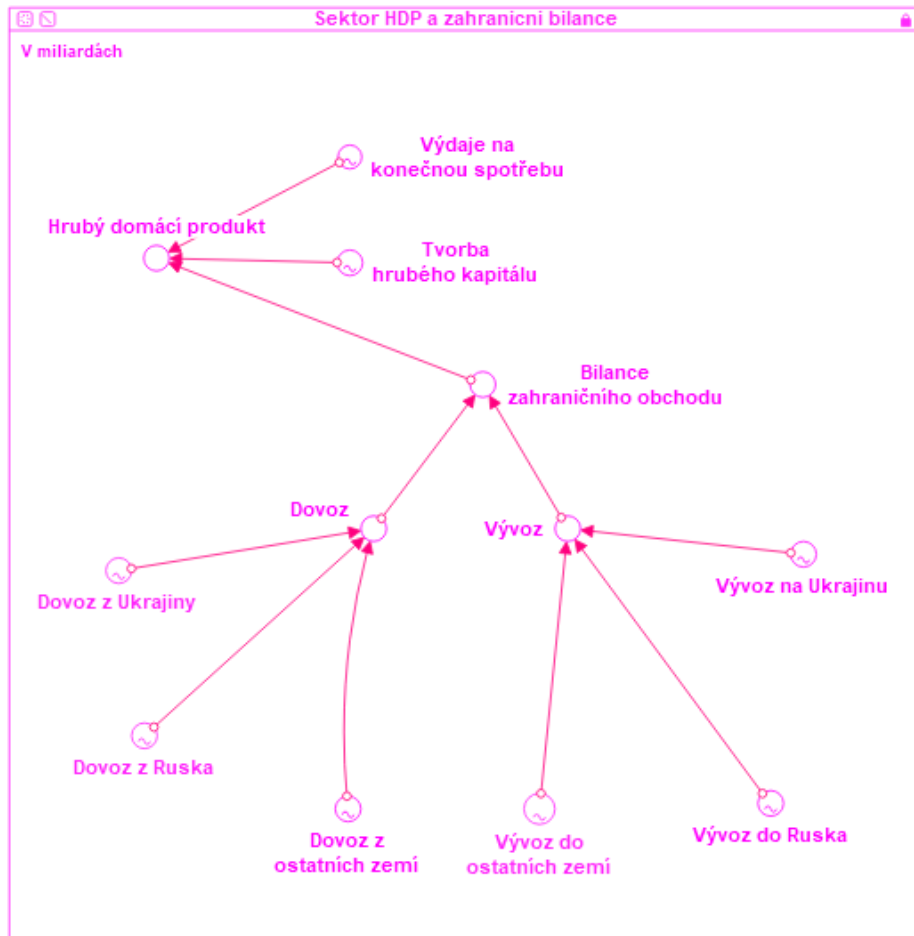 Sektor HDP a zahranicni bilance
V miliardách
Výdaje na
konečnou spotřebu
Hrubý domácí produkt
Tvorba
hrubého kapitálu
Bilance
zahraničního obchodu
Dovoz
Vývoz
Dovoz z Ukrajiny
Vývoz na Ukrajinu
Dovoz z Ruska
Dovoz z
ostatních zemí
Vývoz do
ostatních zemí
Vývoz do Ruska